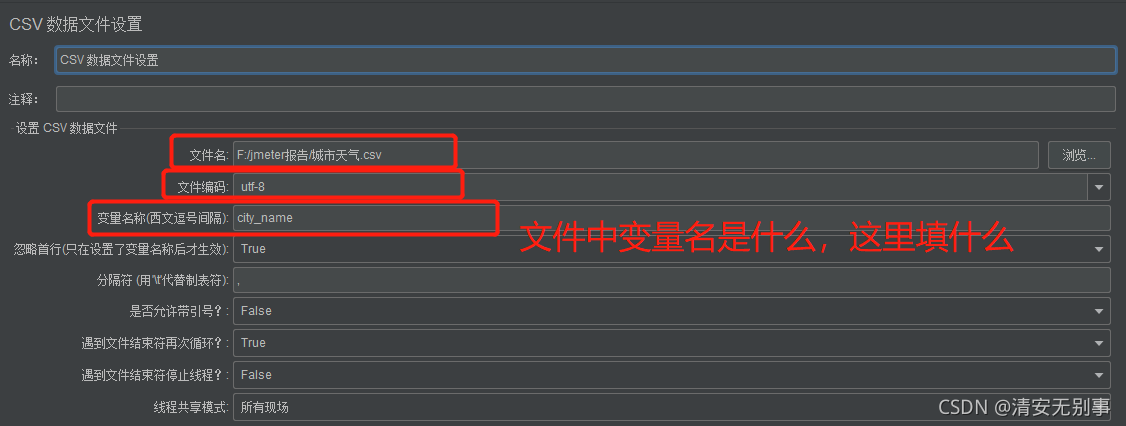 CSV 数据文件设置
名称： CSV 数据文件设置
注释：
设置 CSV 数据文件
文件名: F:/jmeter报告/城市天气.csv 浏览...
文件编码: utf-8
变量名称(西文逗号间隔): city_name
文件中变量名是什么，这里填什么
忽略首行(只在设置了变量名称后才生效): True
分隔符 (用'\t'代替制表符): ,
是否允许带引号？: False
遇到文件结束符再次循环？: True
遇到文件结束符停止线程？: False
线程共享模式: 所有现场
CSDN @清安无别事